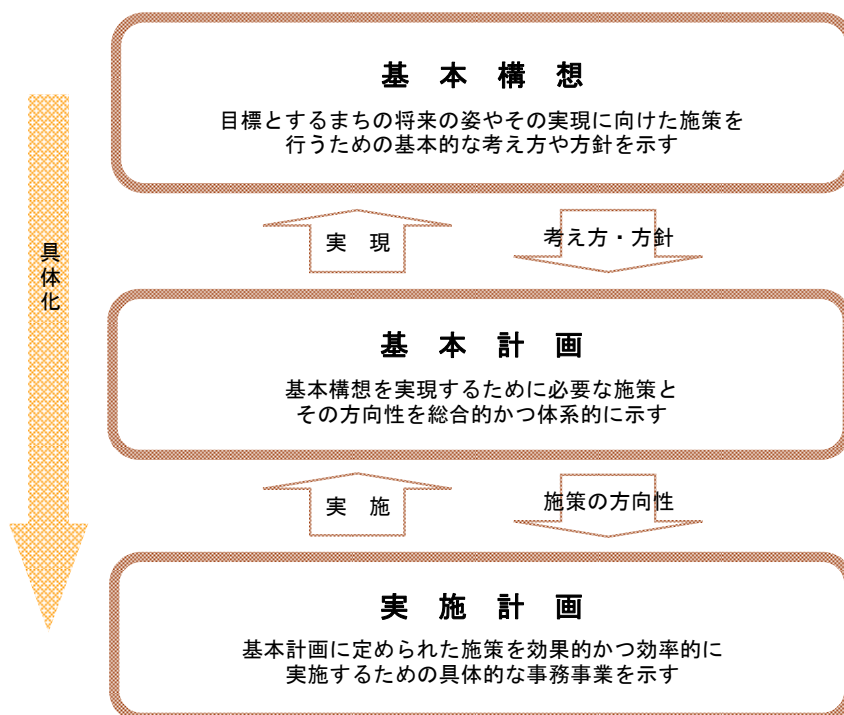 基本構想
目標とするまちの将来の姿やその実現に向けた施策を
行うための基本的な考え方や方針を示す
実現
考え方・方針
具体化
基本計画
基本構想を実現するために必要な施策と
その方向性を総合的かつ体系的に示す
実施
施策の方向性
実施計画
基本計画に定められた施策を効果的かつ効率的に
実施するための具体的な事務事業を示す